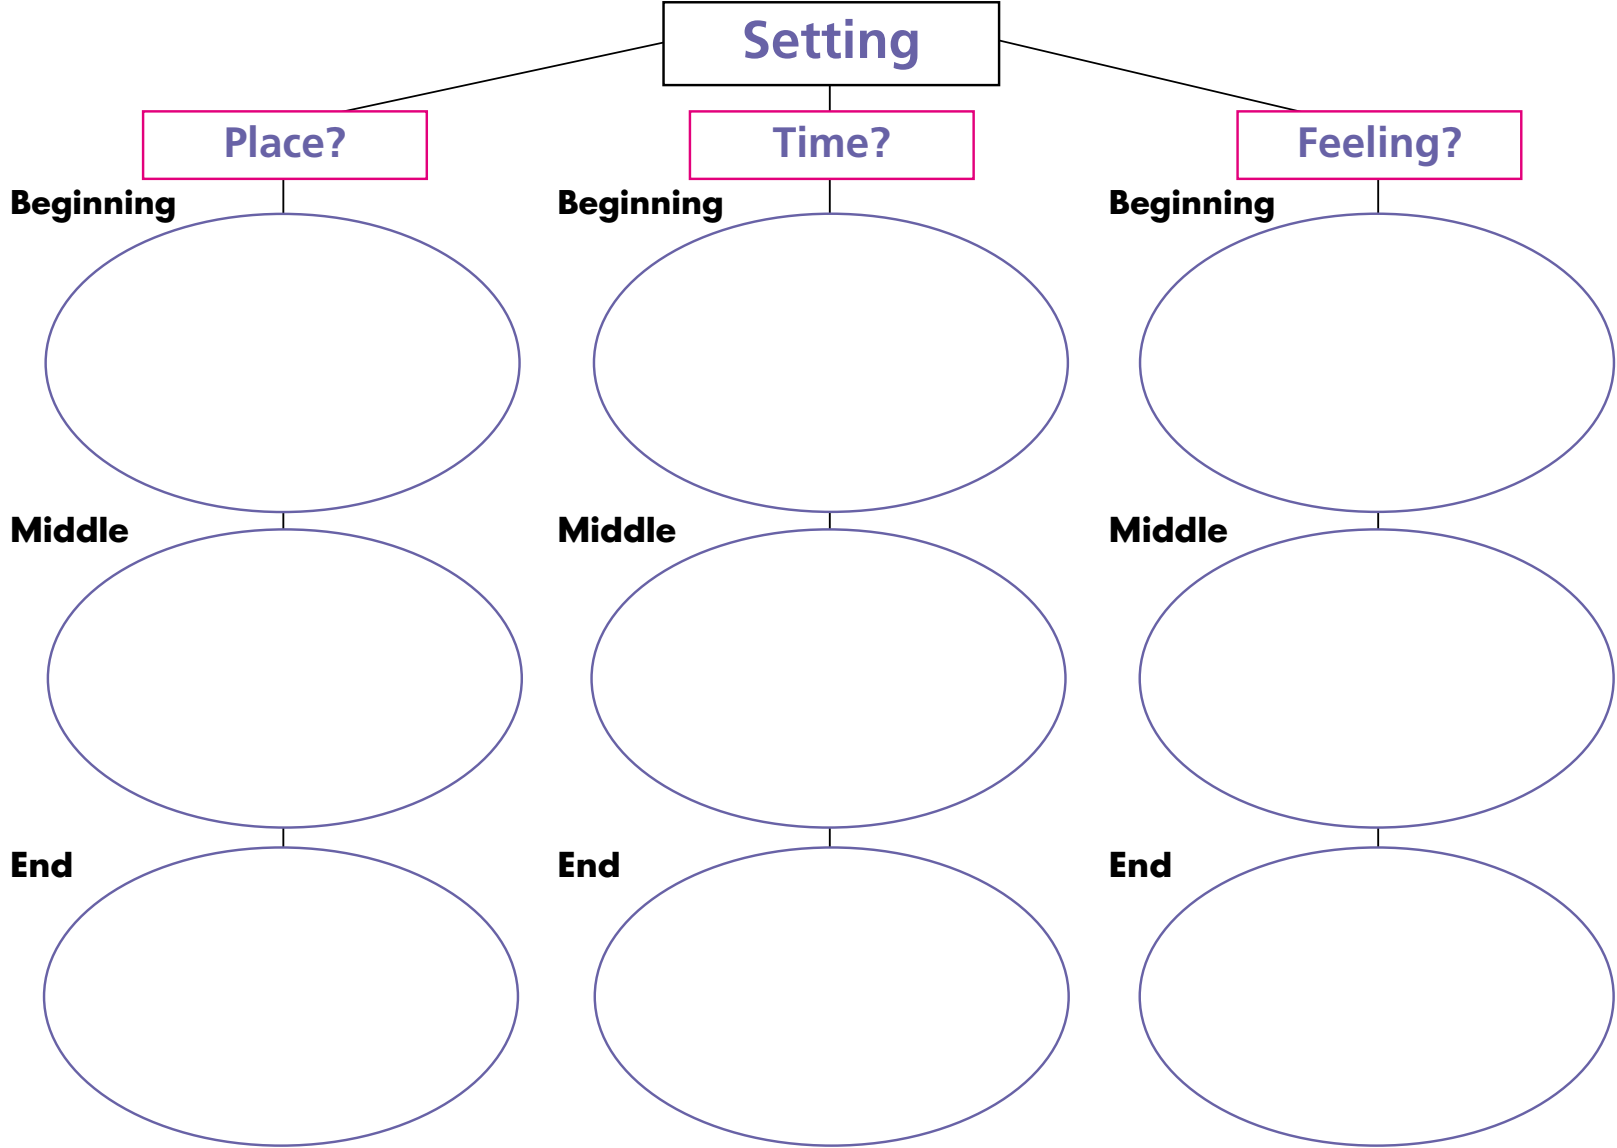 Setting
Place?
Time?
Feeling?
Beginning
Beginning
Beginning
Middle
Middle
Middle
End
End
End